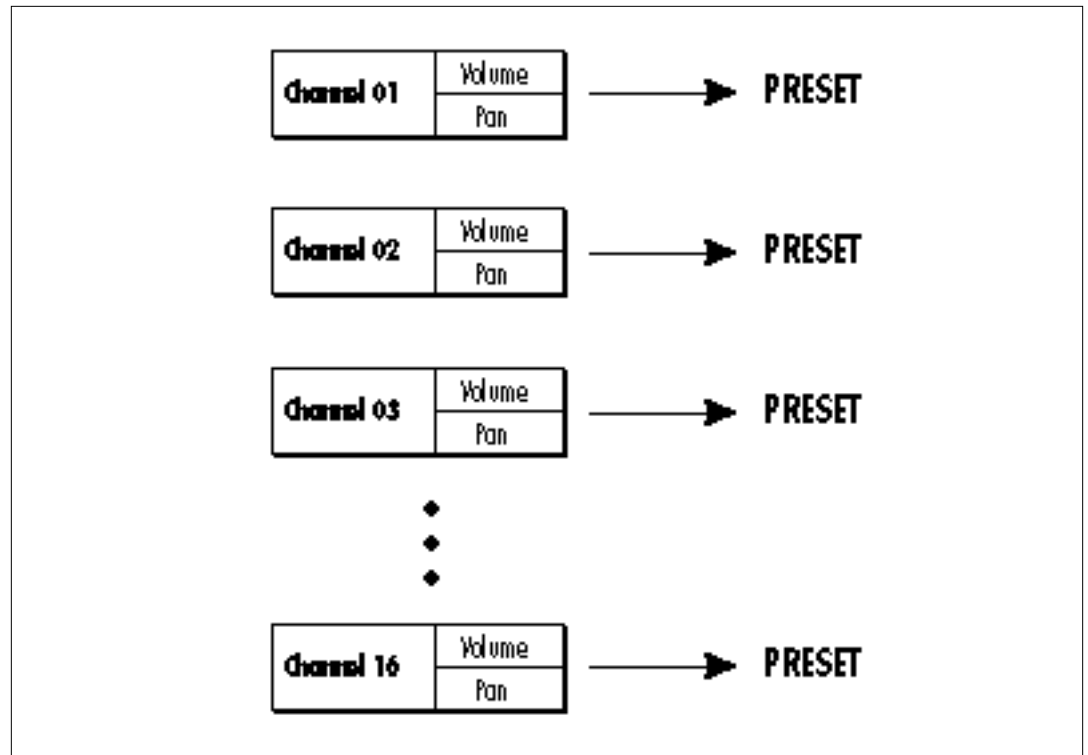 Channel 01
Volume
Pan
PRESET
Channel 02
Volume
Pan
PRESET
Channel 03
Volume
Pan
PRESET
Channel 16
Volume
Pan
PRESET